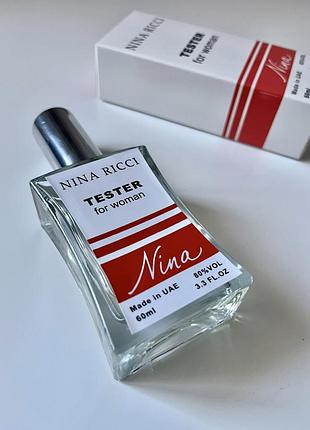 NINA RICCI
TESTER
for woman
Nina
Made in UAE
60ml
NINA RICCI
TESTER
for woman
Nina
Made in UAE
60ml
80%VOL
3.3 FL.OZ